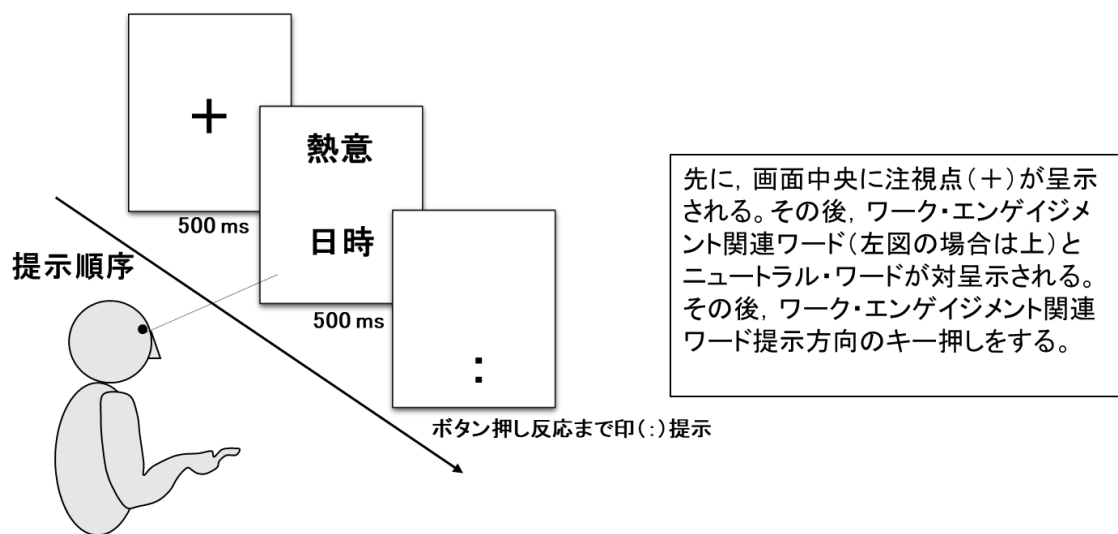 ＋
500 ms
熱意
日時
500 ms
:
ボタン押し反応まで印(：)提示
提示順序
先に, 画面中央に注視点(＋)が呈示
される。その後, ワーク・エンゲイジメ
ント関連ワード(左図の場合は上)と
ニュートラル・ワードが対呈示される。
その後, ワーク・エンゲイジメント関連
ワード提示方向のキー押しをする。